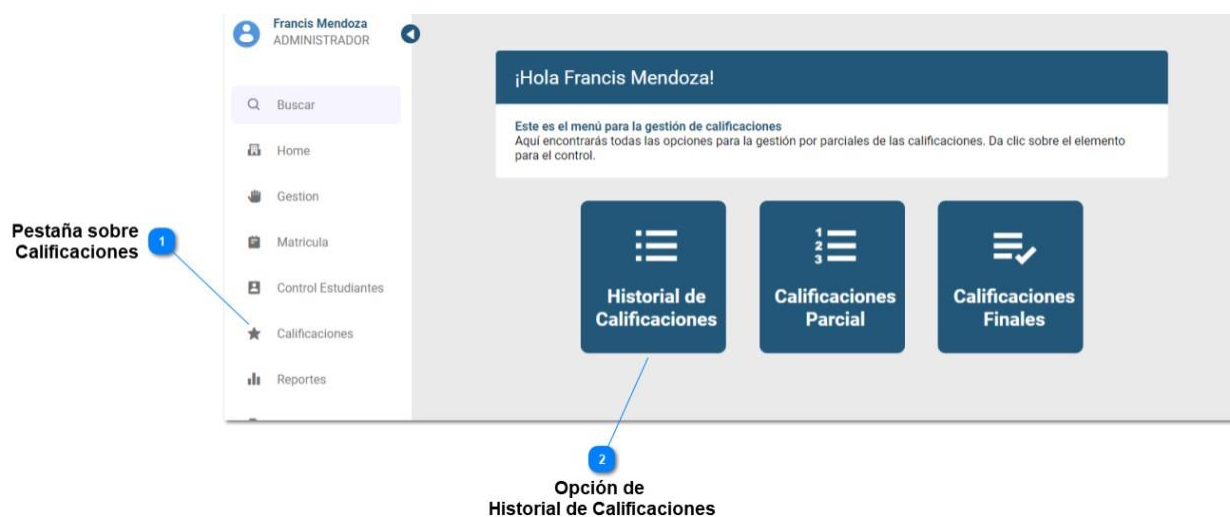 Francis Mendoza
ADMINISTRADOR
Buscar
Home
Gestion
Matricula
Control Estudiantes
Calificaciones
Reportes
¡Hola Francis Mendoza!
Este es el menú para la gestión de calificaciones
Aquí encontrarás todas las opciones para la gestión por parciales de las calificaciones. Da clic sobre el elemento
para el control.
Historial de
Calificaciones
1
2
3
Calificaciones
Parcial
Calificaciones
Finales
Pestaña sobre
Calificaciones
1
2
Opción de
Historial de Calificaciones